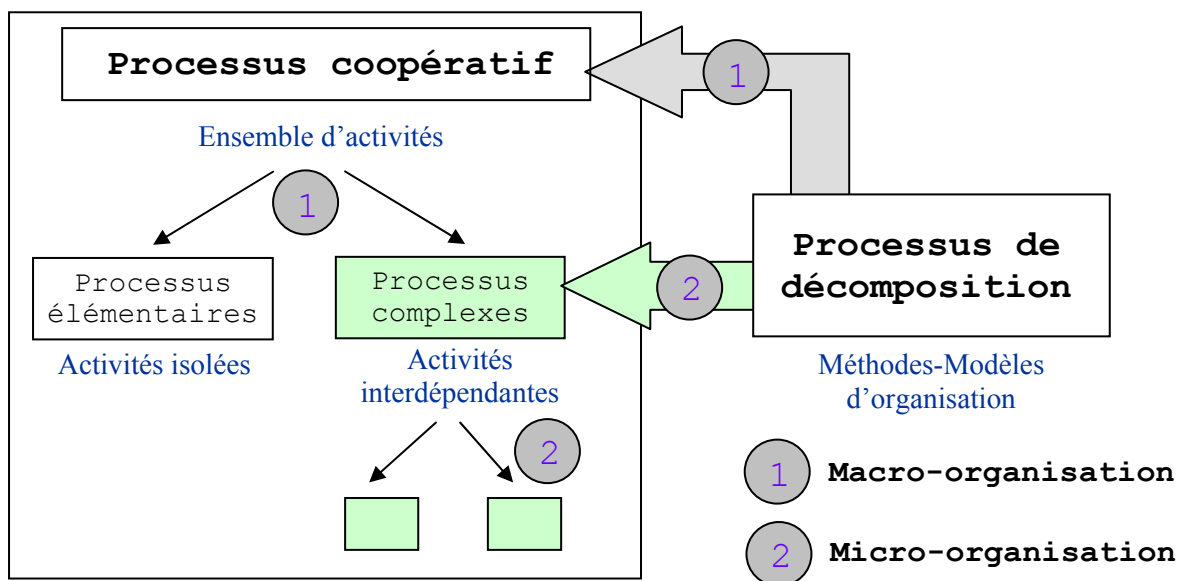 Processus coopératif
1
Ensemble d’activités
1
Processus
élémentaires
Activités isolées
Processus
complexes
Activités
interdépendantes
2
2
Processus de
décomposition
Méthodes-Modèles
d’organisation
1 Macro-organisation
2 Micro-organisation